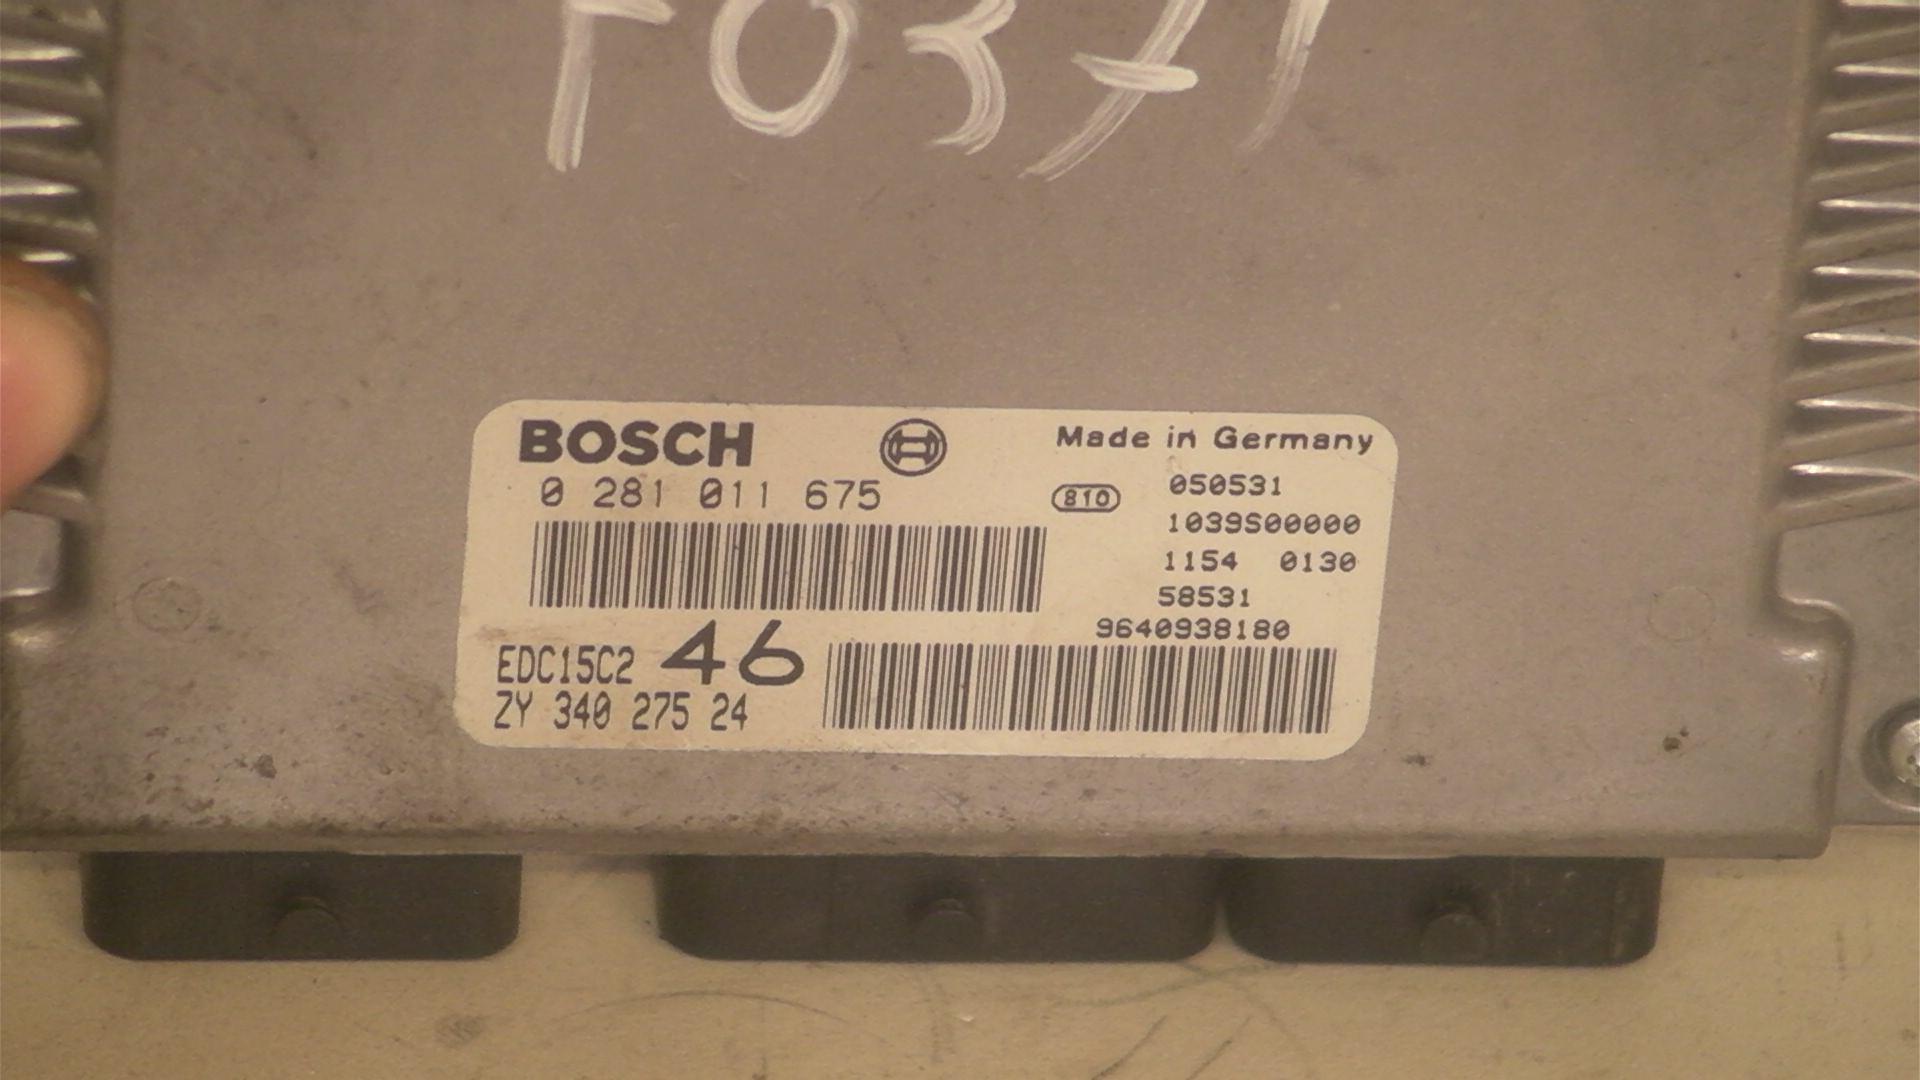 BOSCH
Made in Germany
0 281 011 675
810
050531
1039S00000
1154 0130
58531
9640938180
EDC15C2 46
ZY 340 275 24